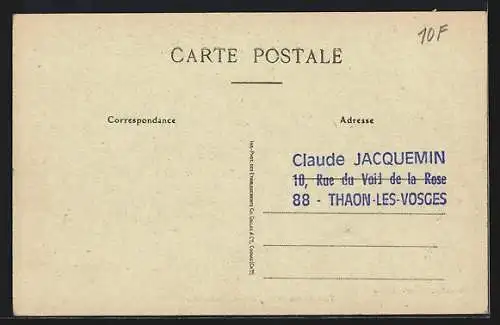 10F
CARTE POSTALE
Correspondance
Adresse
Claude JACQUEMIN
10, Rue du Void de la Rose
88 - THAON-LES-VOSGES